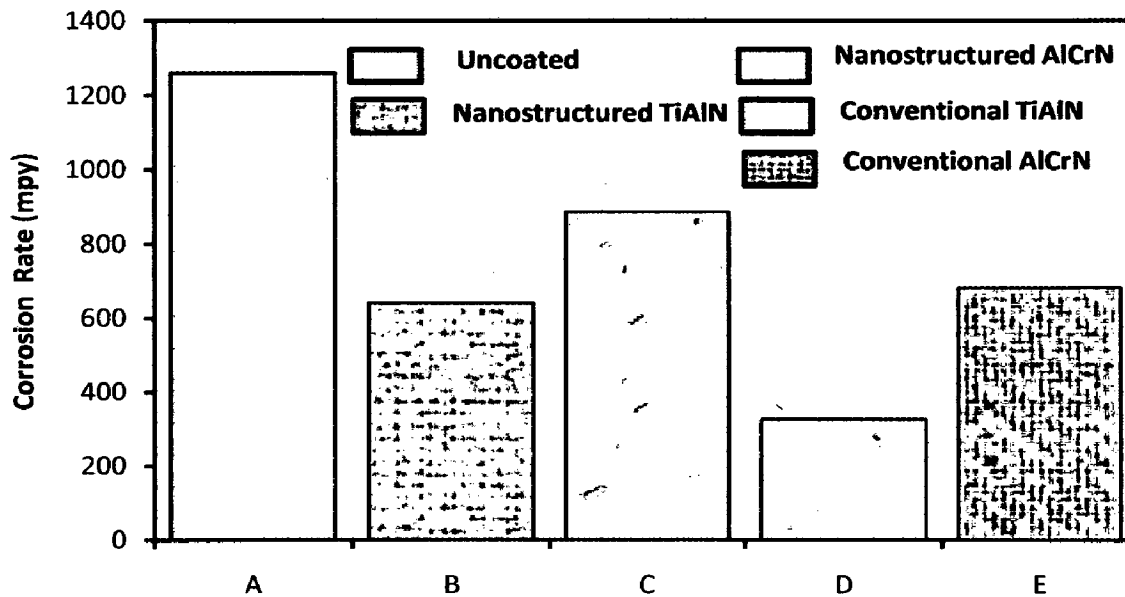 Corrosion Rate (mpy)
1400
1200
1000
800
600
400
200
0
Uncoated
Nanostructured AlCrN
Nanostructured TiAlN
Conventional TiAlN
Conventional AlCrN
A B C D E